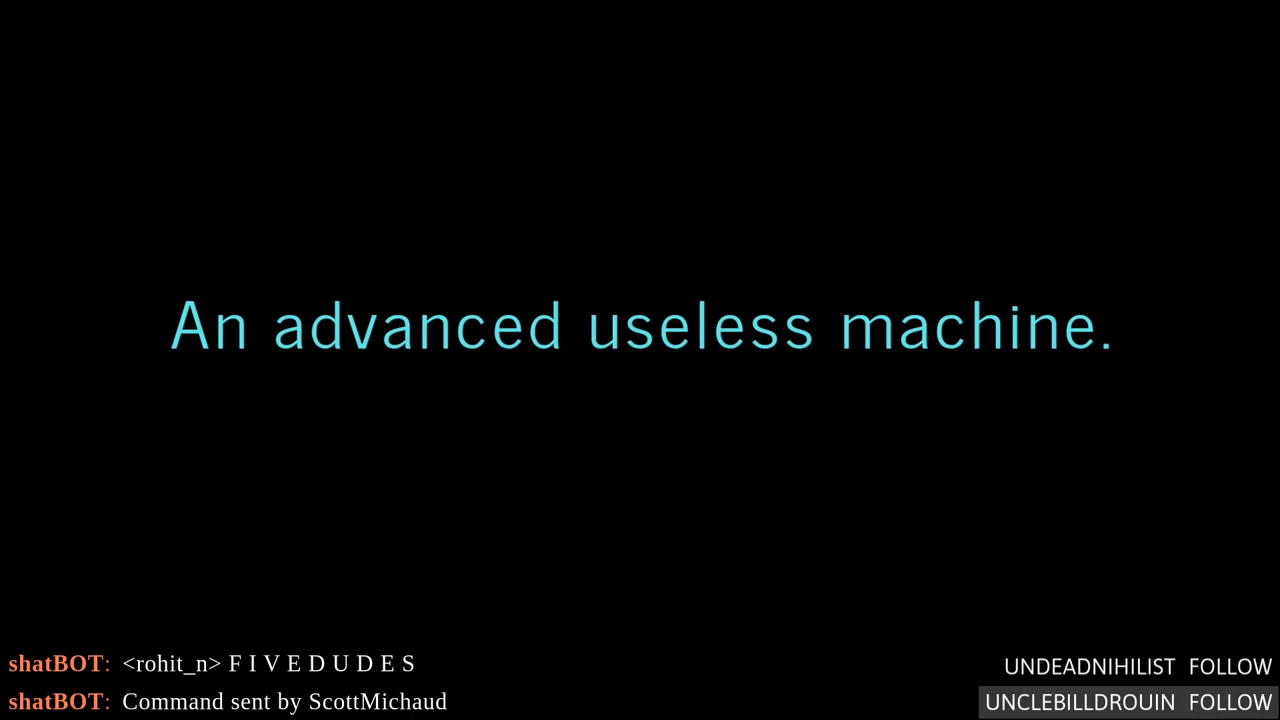 An advanced useless machine.
shatBOT: <rohit_n> F I V E D U D E S
shatBOT: Command sent by ScottMichaud
UNDEADNIHILIST FOLLOW
UNCLEBILLDROUIN FOLLOW